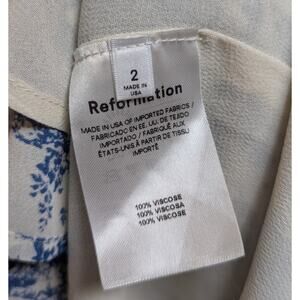 2
MADE IN
USA
Reformation
MADE IN USA OF IMPORTED FABRICS /
FABRICADO EN EE. UU. DE TEJIDO
IMPORTADO / FABRIQUÉ AUX
ÉTATS-UNIS À PARTIR DE TISSU
IMPORTÉ
100% VISCOSE
100% VISCOSA
100% VISCOSE